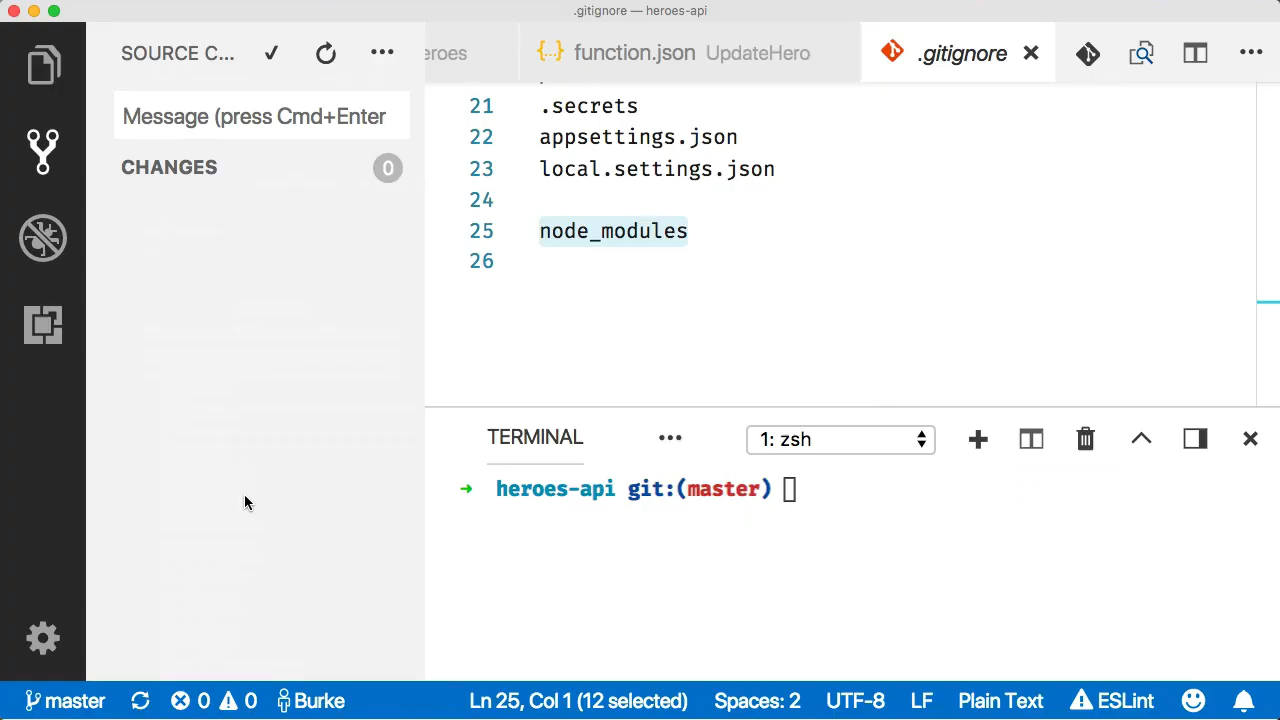 .gitignore — heroes-api
SOURCE C...
Message (press Cmd+Enter
CHANGES 0
eroes
{..} function.json UpdateHero
.gitignore
21 .secrets
22 appsettings.json
23 local.settings.json
24
25 node_modules
26
TERMINAL
1: zsh
➜ heroes-api git:(master)
master 0 0 Burke Ln 25, Col 1 (12 selected) Spaces: 2 UTF-8 LF Plain Text ESLint